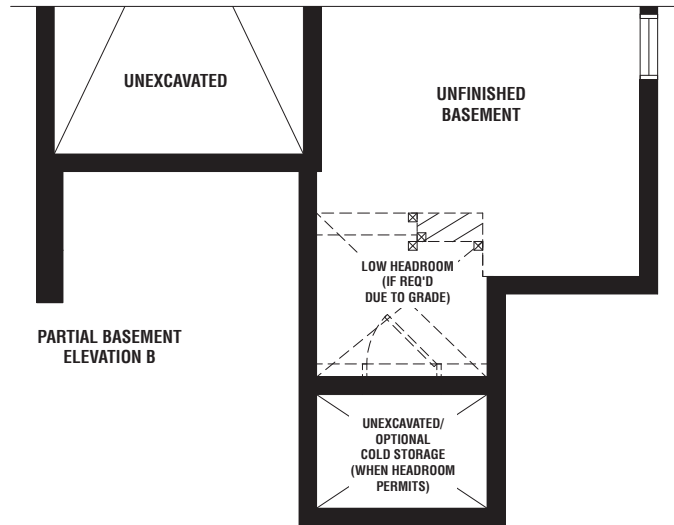 UNEXCAVATED
UNFINISHED
BASEMENT
LOW HEADROOM
(IF REQ'D
DUE TO GRADE)
PARTIAL BASEMENT
ELEVATION B
UNEXCAVATED/
OPTIONAL
COLD STORAGE
(WHEN HEADROOM
PERMITS)